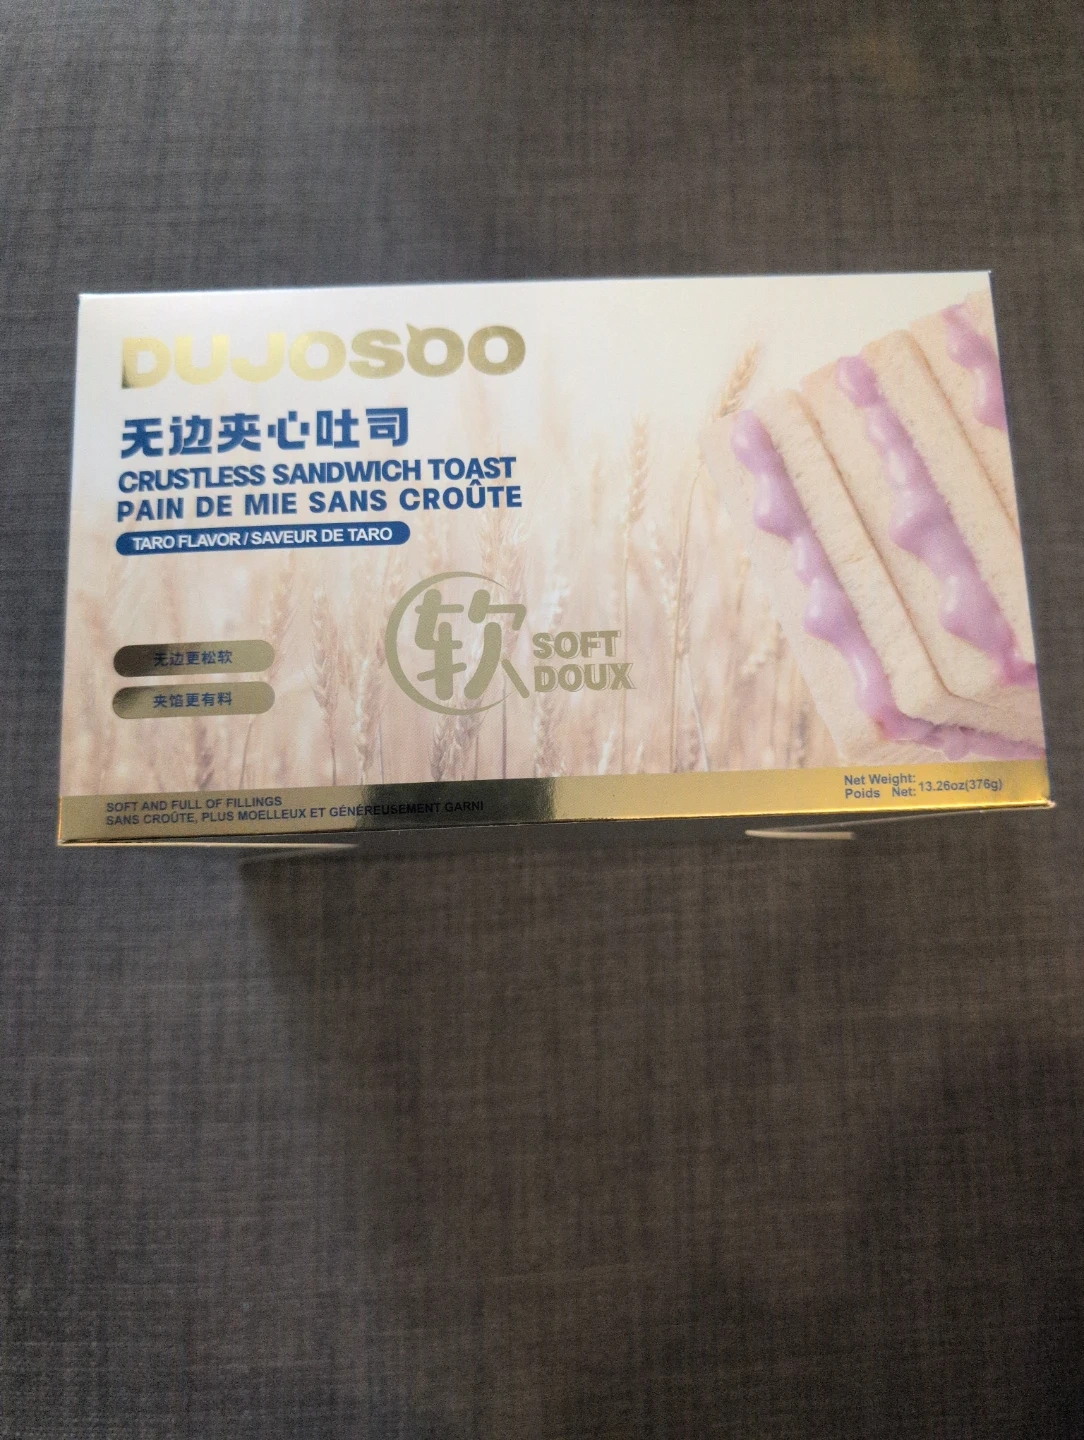 DUJOSOO
无边夹心吐司
CRUSTLESS SANDWICH TOAST
PAIN DE MIE SANS CROÛTE
TARO FLAVOR / SAVEUR DE TARO
软
SOFT
DOUX
无边更松软
夹馅更有料
SOFT AND FULL OF FILLINGS
SANS CROÛTE, PLUS MOELLEUX ET GÉNÉREUSEMENT GARNI
Net Weight:
Poids Net: 13.26oz(376g)